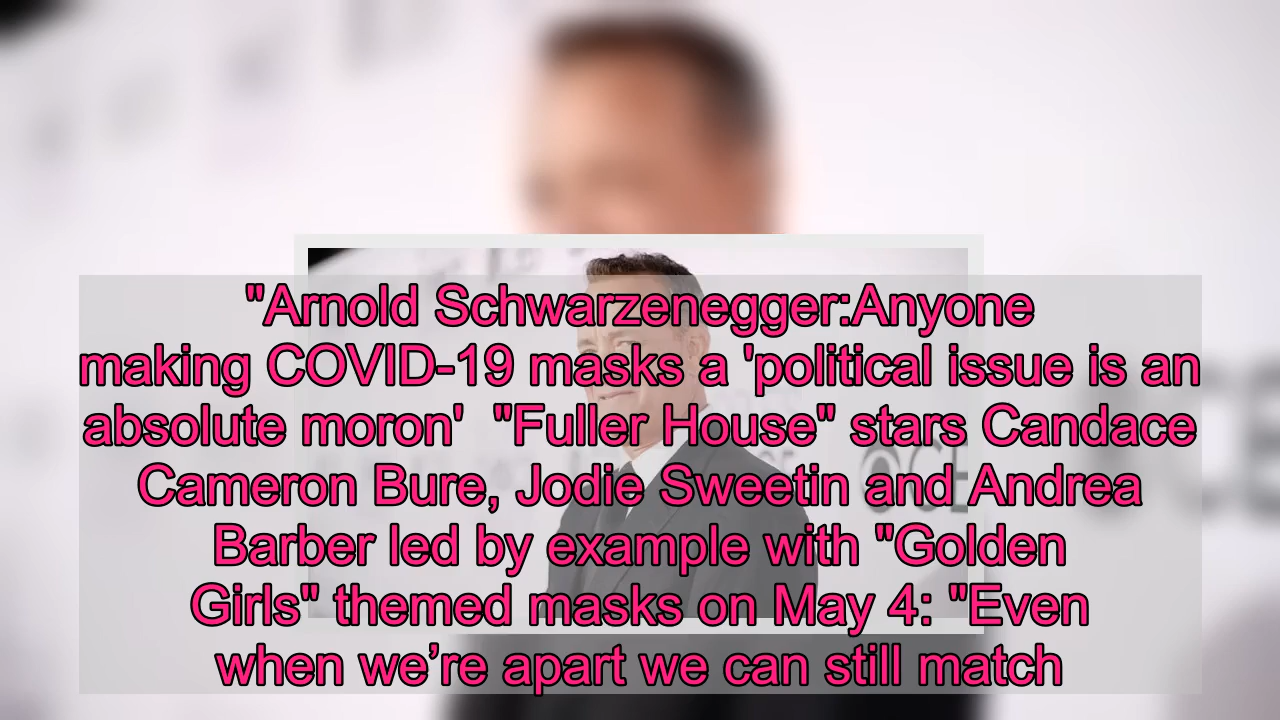 "Arnold Schwarzenegger:Anyone
making COVID-19 masks a 'political issue is an
absolute moron'  "Fuller House" stars Candace
Cameron Bure, Jodie Sweetin and Andrea
Barber led by example with "Golden
Girls" themed masks on May 4: "Even
when we’re apart we can still match